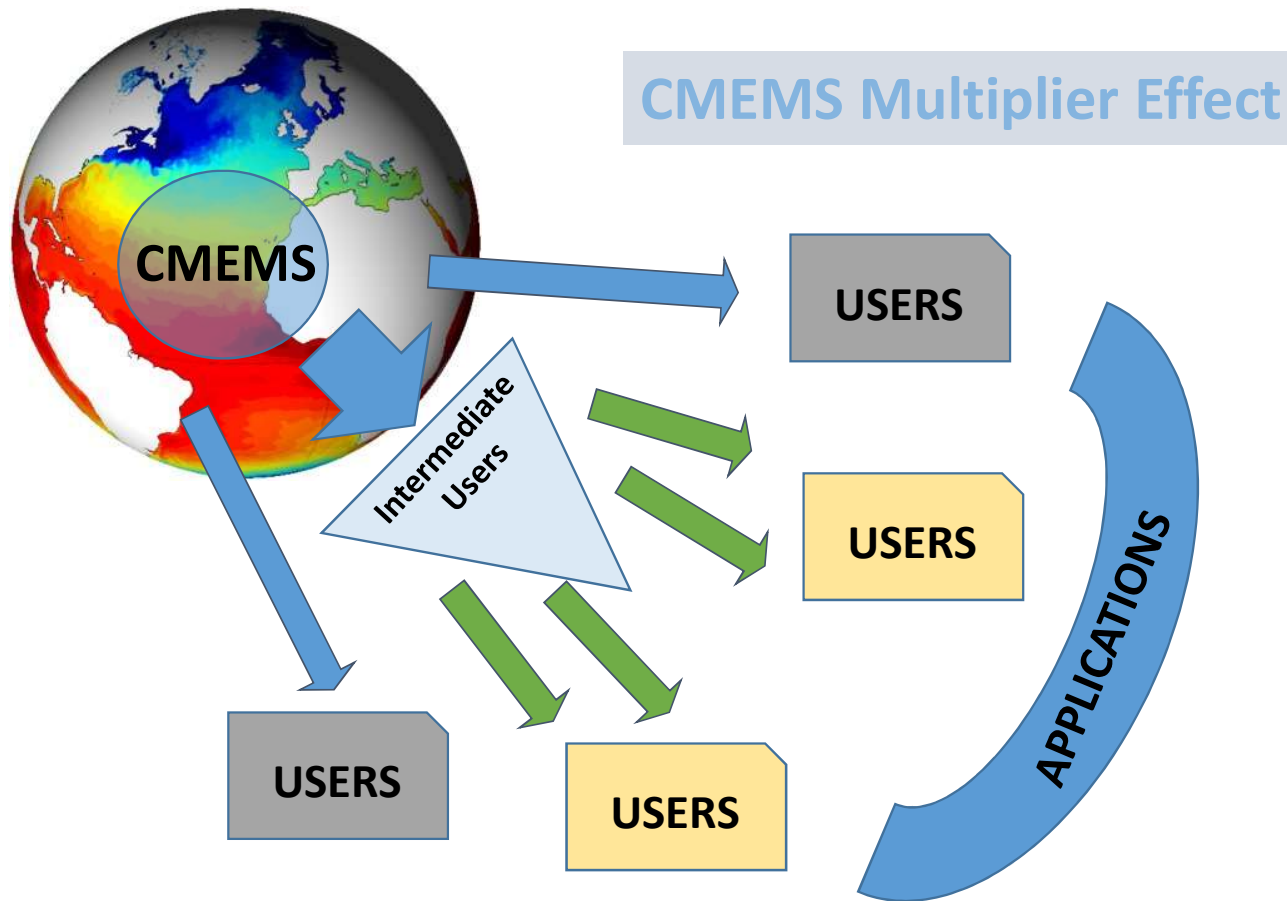 CMEMS Multiplier Effect
CMEMS
USERS
Intermediate
Users
USERS
APPLICATIONS
USERS
USERS